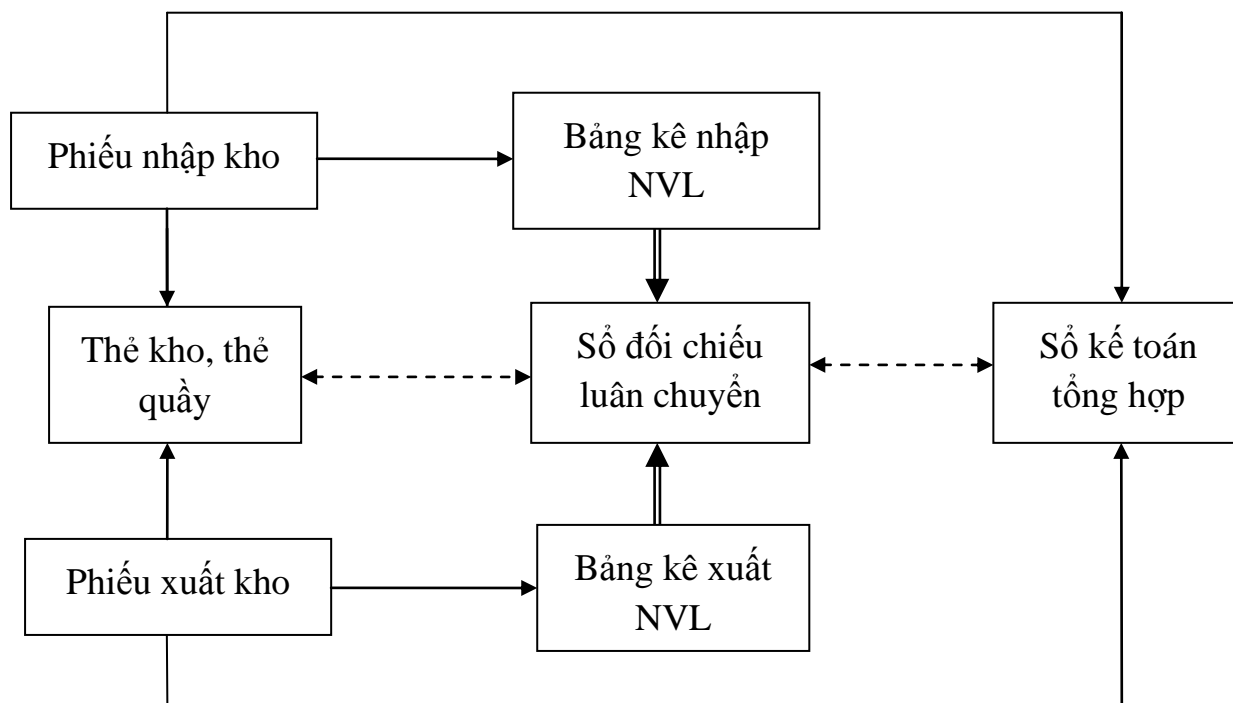 Phiếu nhập kho
Bảng kê nhập
NVL
Thẻ kho, thẻ
quầy
Sổ đối chiếu
luân chuyển
Sổ kế toán
tổng hợp
Phiếu xuất kho
Bảng kê xuất
NVL